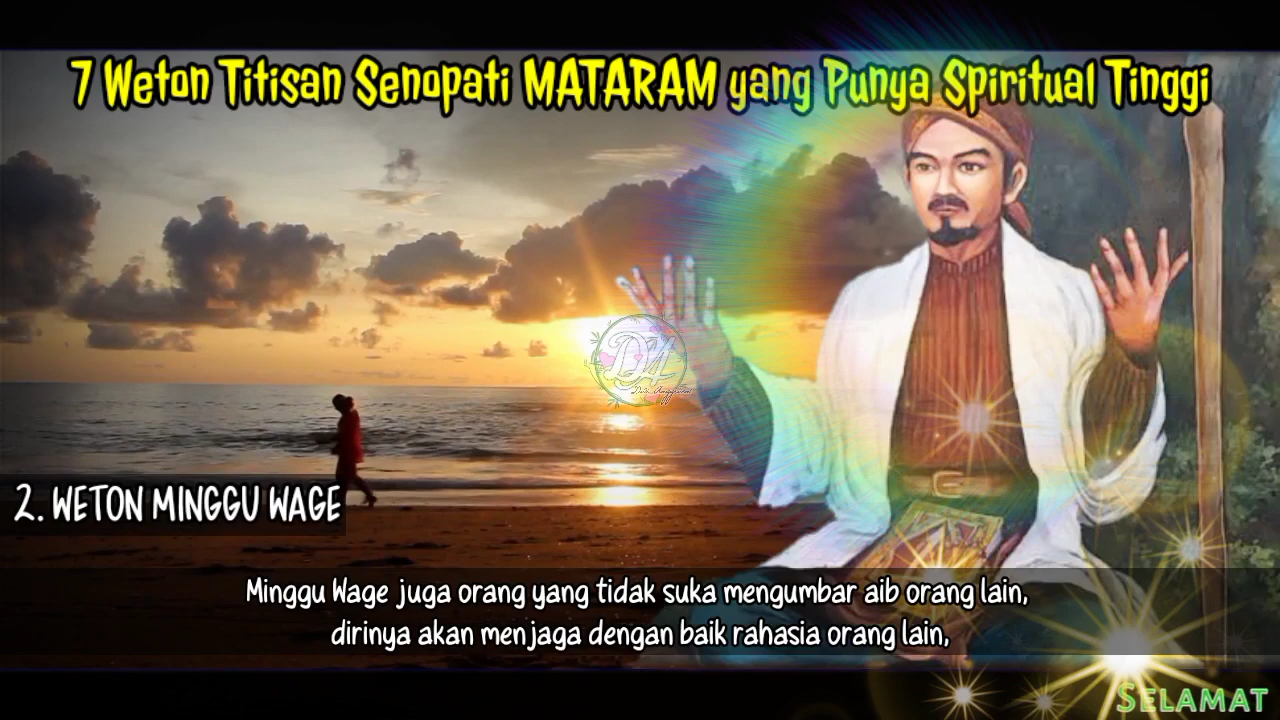 7 Weton Titisan Senopati MATARAM yang Punya Spiritual Tinggi
DA
2. WETON MINGGU WAGE
Minggu Wage juga orang yang tidak suka mengumbar aib orang lain,
dirinya akan menjaga dengan baik rahasia orang lain,
SELAMAT